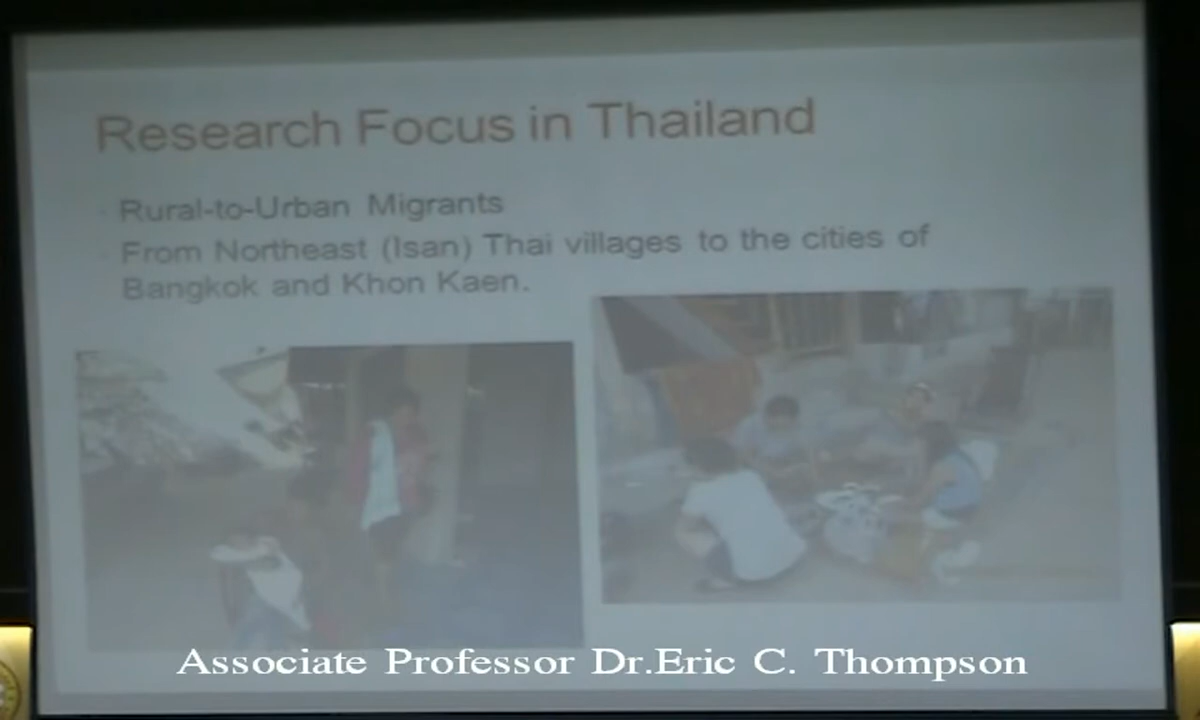 Research Focus in Thailand
Rural-to-Urban Migrants
From Northeast (Isan) Thai villages to the cities of
Bangkok and Khon Kaen.
Associate Professor Dr.Eric C. Thompson